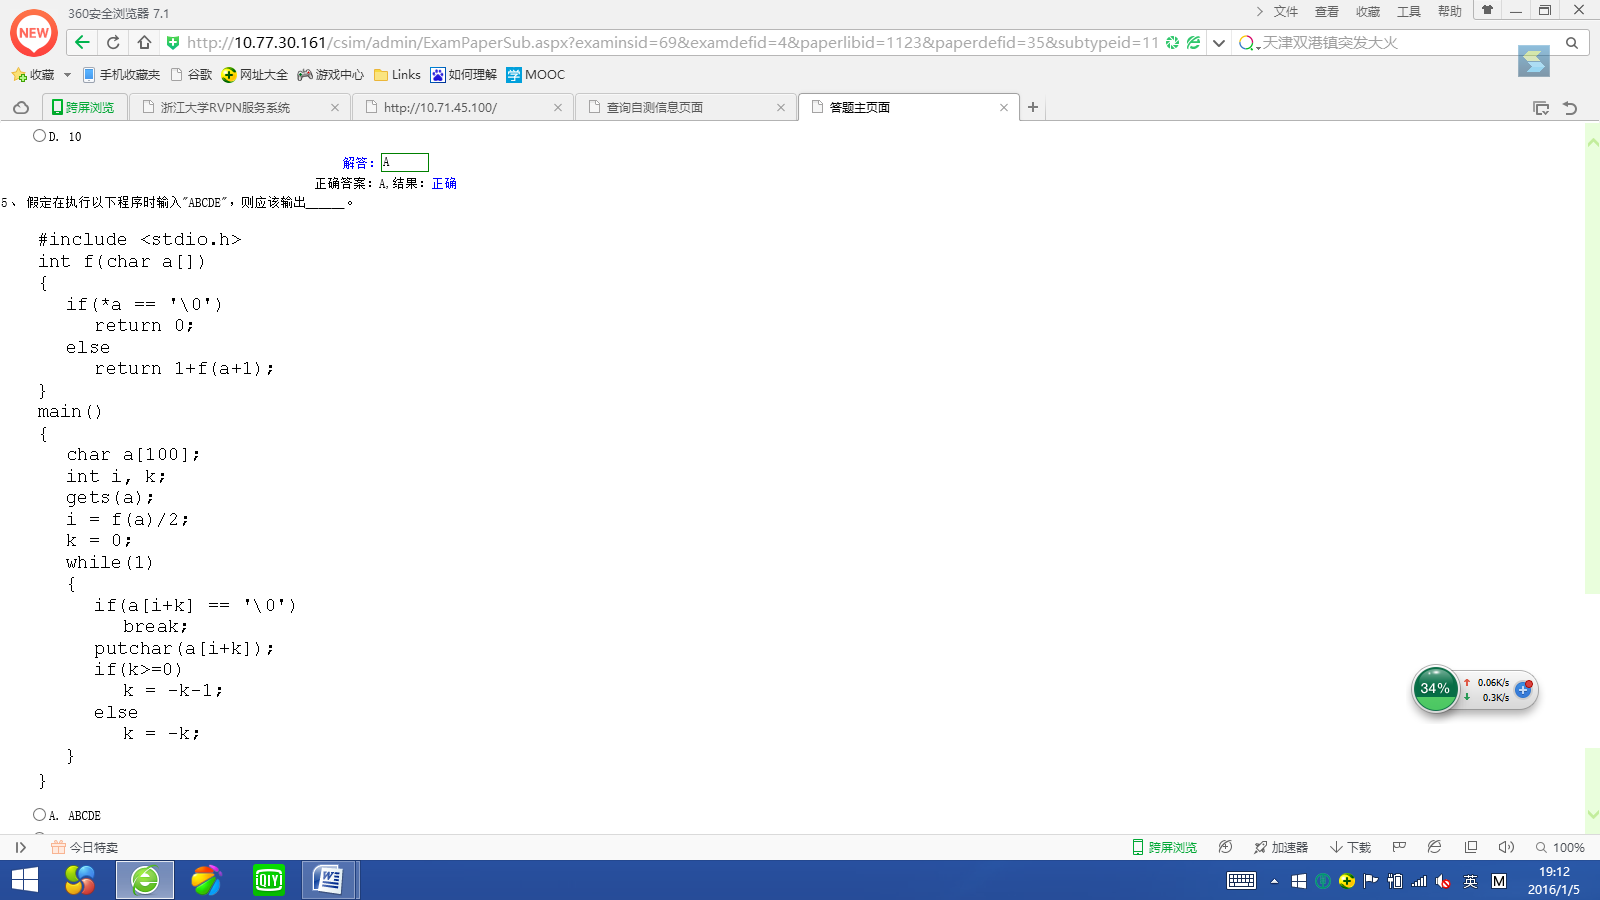 360安全浏览器 7.1
文件 查看 收藏 工具 帮助
NEW
http://10.77.30.161/csim/admin/ExamPaperSub.aspx?examinsid=69&examdefid=4&paperlibid=1123&paperdefid=35&subtypeid=11
天津双港镇突发大火
收藏 手机收藏夹 谷歌 网址大全 游戏中心 Links 如何理解 学 MOOC
跨屏浏览 浙江大学RVPN服务系统 http://10.71.45.100/ 查询自测信息页面 答题主页面
D. 10
解答: A
正确答案: A,结果: 正确
5、 假定在执行以下程序时输入"ABCDE",则应该输出______。
#include <stdio.h>
int f(char a[])
{
if(*a == '\0')
return 0;
else
return 1+f(a+1);
}
main()
{
char a[100];
int i, k;
gets(a);
i = f(a)/2;
k = 0;
while(1)
{
if(a[i+k] == '\0')
break;
putchar(a[i+k]);
if(k>=0)
k = -k-1;
else
k = -k;
}
}
34% 0.06K/s
0.3K/s
A. ABCDE
今日特卖 跨屏浏览 加速器 下载 100%
QIY 英 M 19:12
2016/1/5